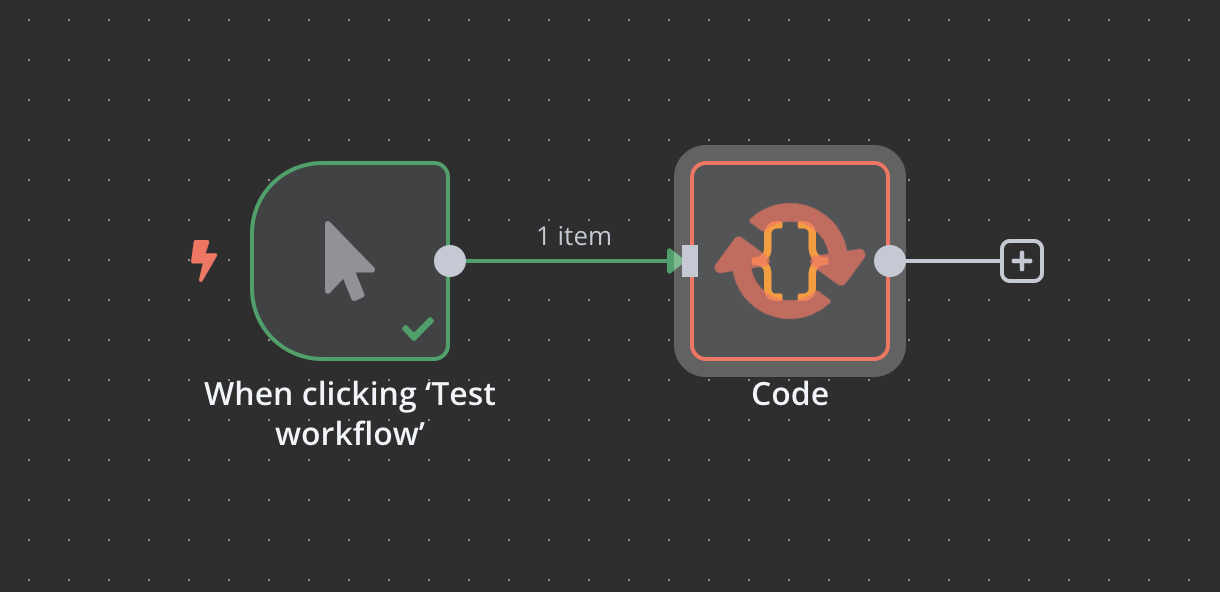 1 item
When clicking ‘Test
workflow’
Code